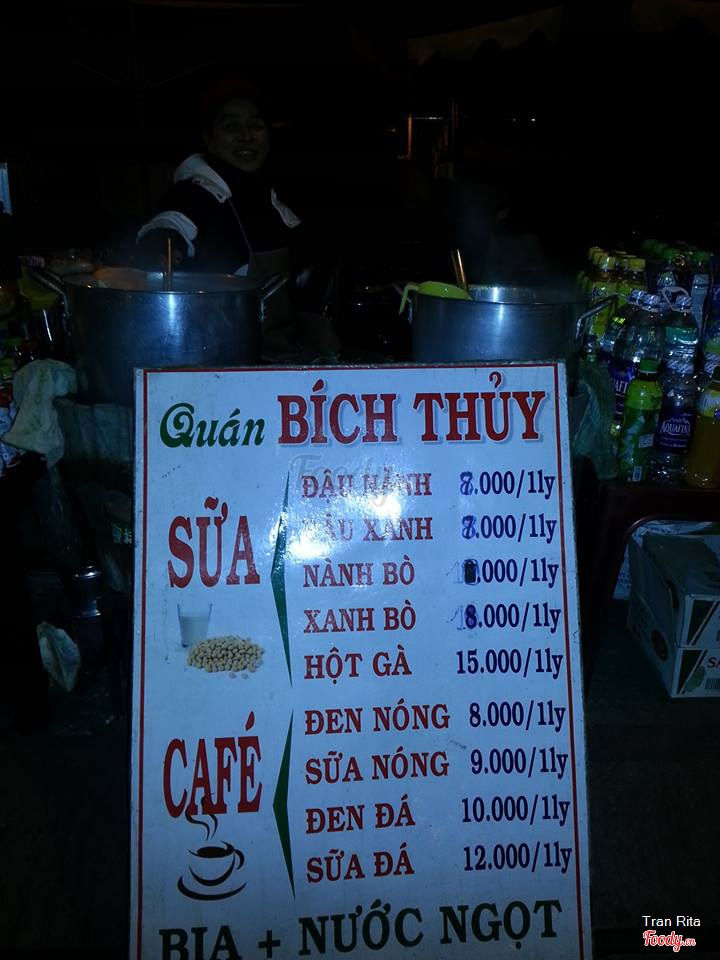 Quán BÍCH THỦY
SỮA
ĐẬU NÀNH 8.000/1ly
ĐẬU XANH 8.000/1ly
NÀNH BÒ .000/1ly
XANH BÒ 8.000/1ly
HỘT GÀ 15.000/1ly
CAFÉ
ĐEN NÓNG 8.000/1ly
SỮA NÓNG 9.000/1ly
ĐEN ĐÁ 10.000/1ly
SỮA ĐÁ 12.000/1ly
BIA + NƯỚC NGỌT
AQUAFINA
Tran Rita
Foody.vn